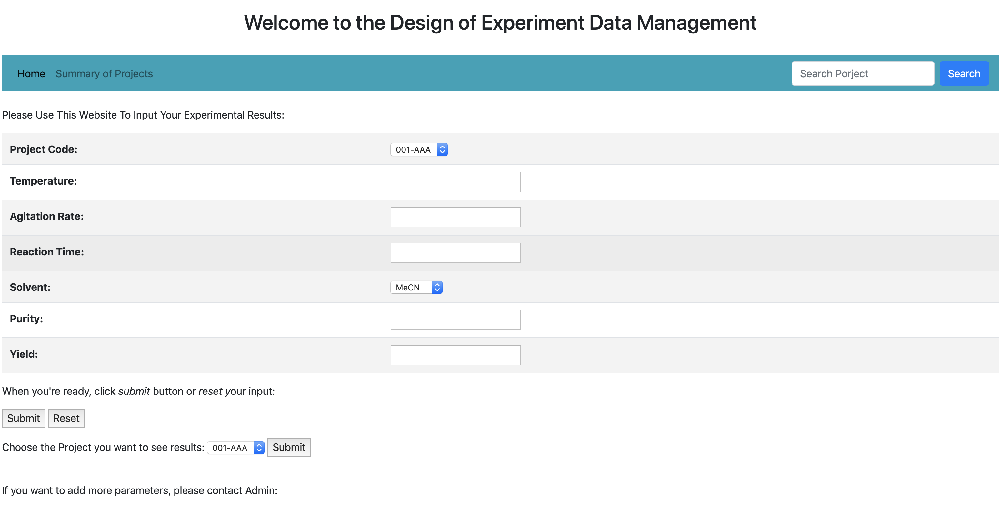 Welcome to the Design of Experiment Data Management
Home Summary of Projects Search Porject Search
Please Use This Website To Input Your Experimental Results:
Project Code: 001-AAA
Temperature:
Agitation Rate:
Reaction Time:
Solvent: MeCN
Purity:
Yield:
When you're ready, click submit button or reset your input:
Submit Reset
Choose the Project you want to see results: 001-AAA Submit
If you want to add more parameters, please contact Admin: